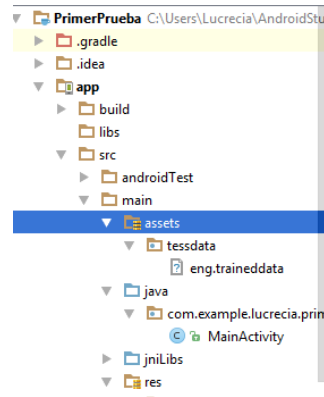 PrimerPrueba C:\Users\Lucrecia\AndroidStu
.gradle
.idea
app
build
libs
src
androidTest
main
assets
tessdata
eng.traineddata
java
com.example.lucrecia.prim
MainActivity
jniLibs
res